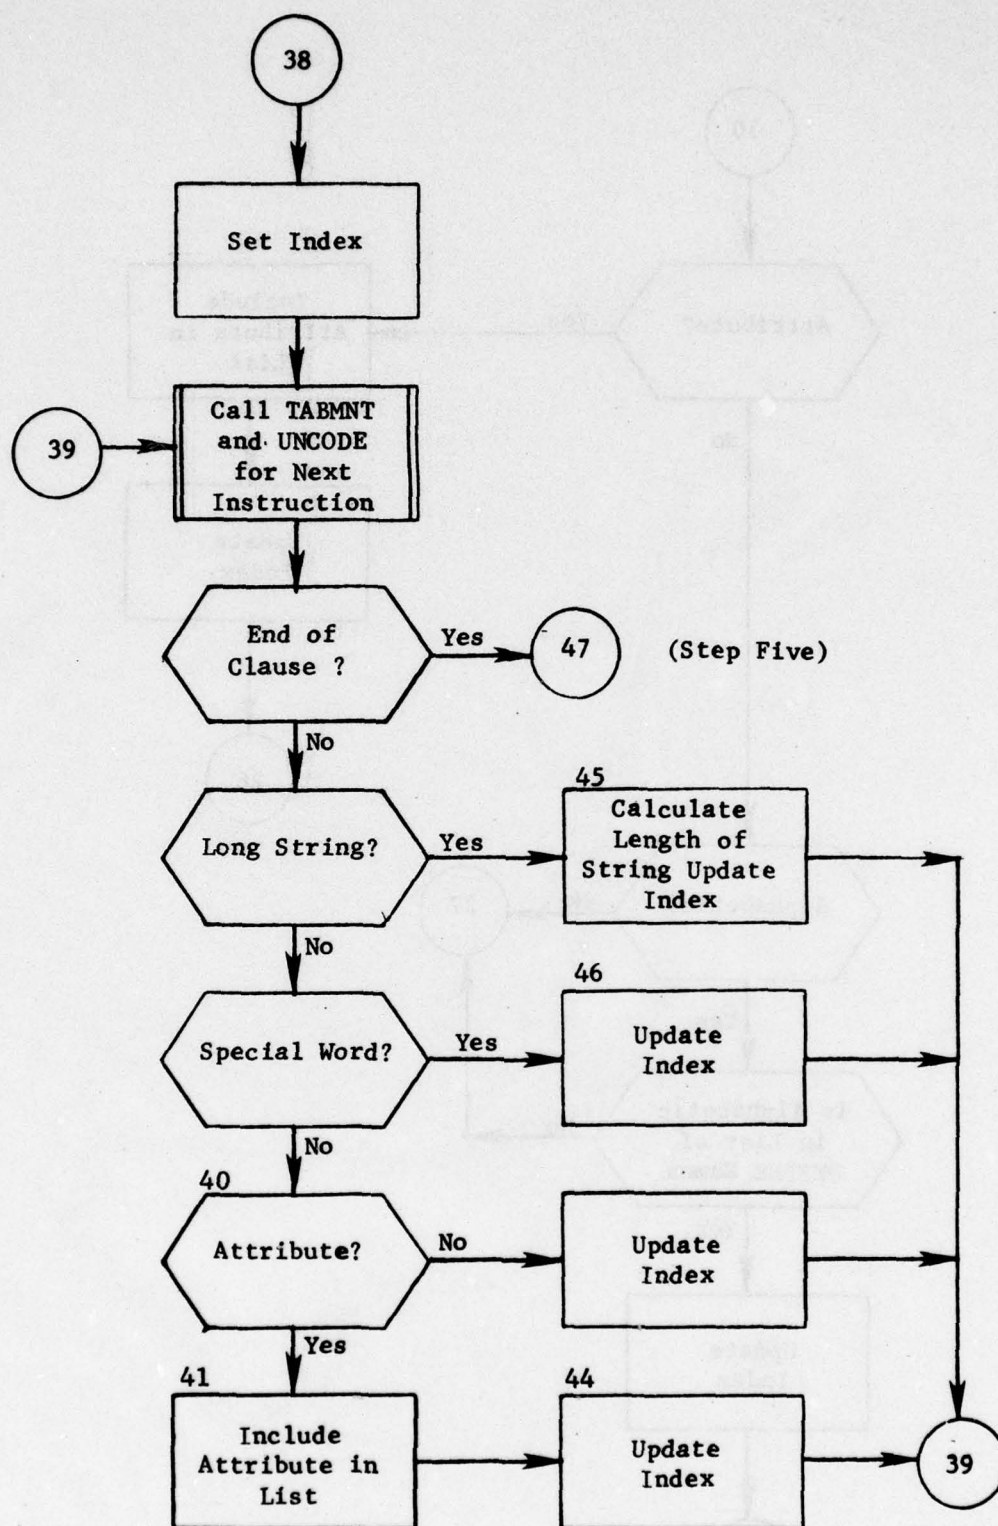 38
Set Index
39
Call TABMNT
and UNCODE
for Next
Instruction
End of
Clause ?
Yes
47
(Step Five)
No
Long String?
Yes
45
Calculate
Length of
String Update
Index
No
Special Word?
Yes
46
Update
Index
No
40
Attribute?
No
Update
Index
Yes
41
Include
Attribute in
List
44
Update
Index
39